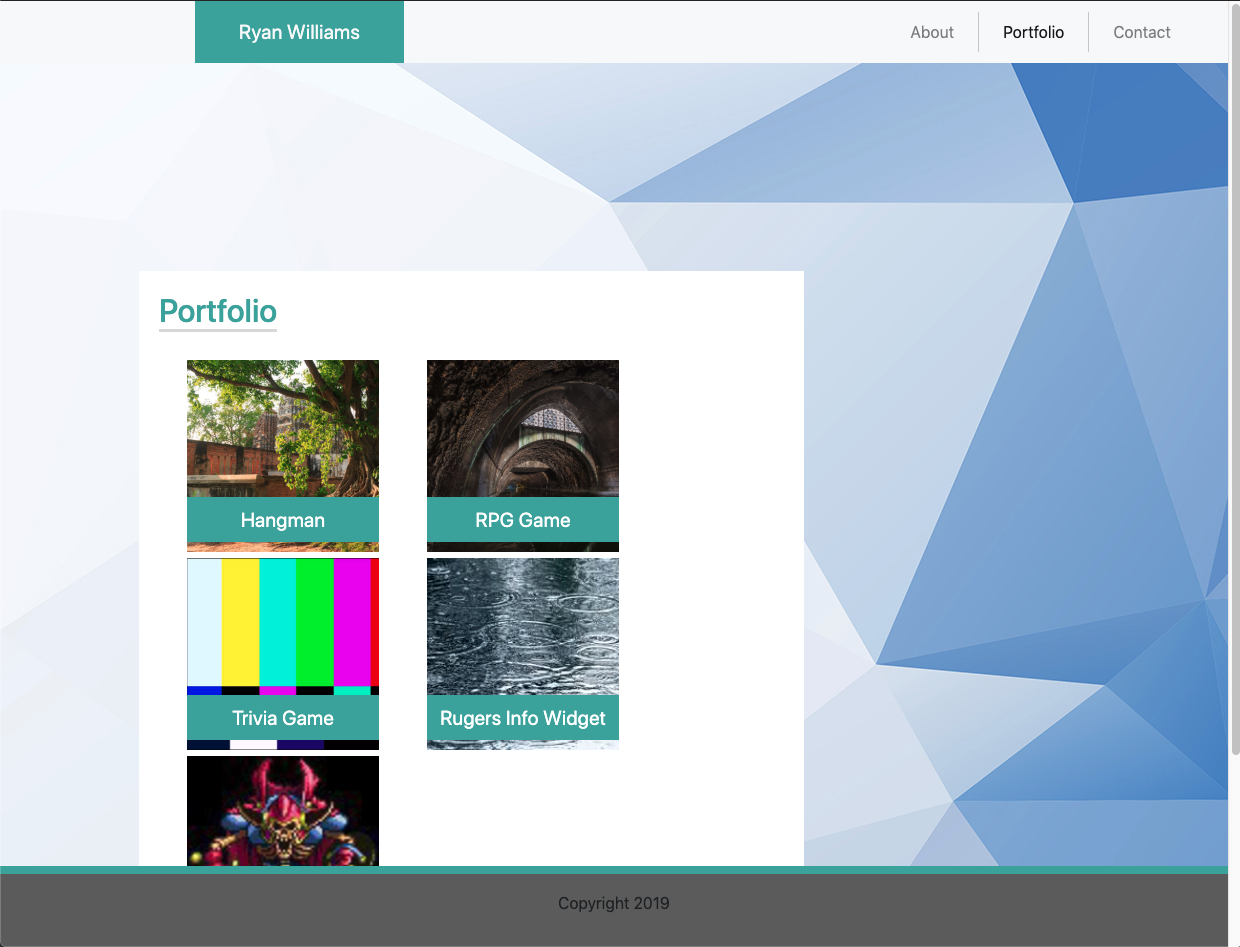 Ryan Williams
About
Portfolio
Contact
Portfolio
Hangman
RPG Game
Trivia Game
Rugers Info Widget
Copyright 2019